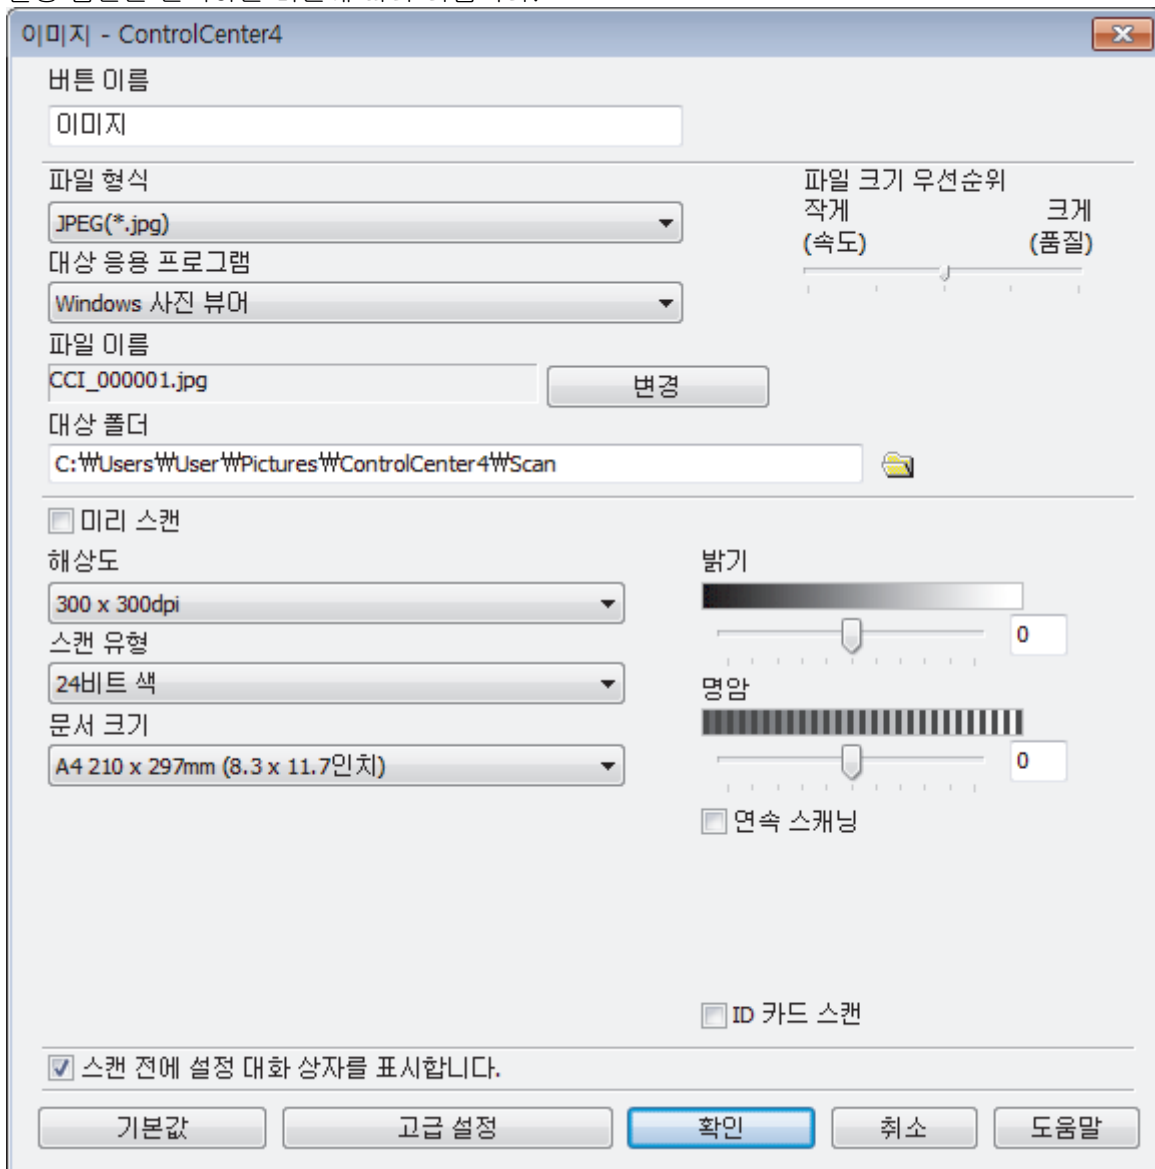 이미지 - ControlCenter4
버튼 이름
이미지
파일 형식
JPEG(*.jpg)
대상 응용 프로그램
Windows 사진 뷰어
파일 이름
CCI_000001.jpg
변경
대상 폴더
C:₩Users₩User₩Pictures₩ControlCenter4₩Scan
파일 크기 우선순위
작게 크게
(속도) (품질)
미리 스캔
해상도
300 x 300dpi
스캔 유형
24비트 색
문서 크기
A4 210 x 297mm (8.3 x 11.7인치)
밝기
0
명암
0
연속 스캐닝
ID 카드 스캔
스캔 전에 설정 대화 상자를 표시합니다.
기본값 고급 설정 확인 취소 도움말